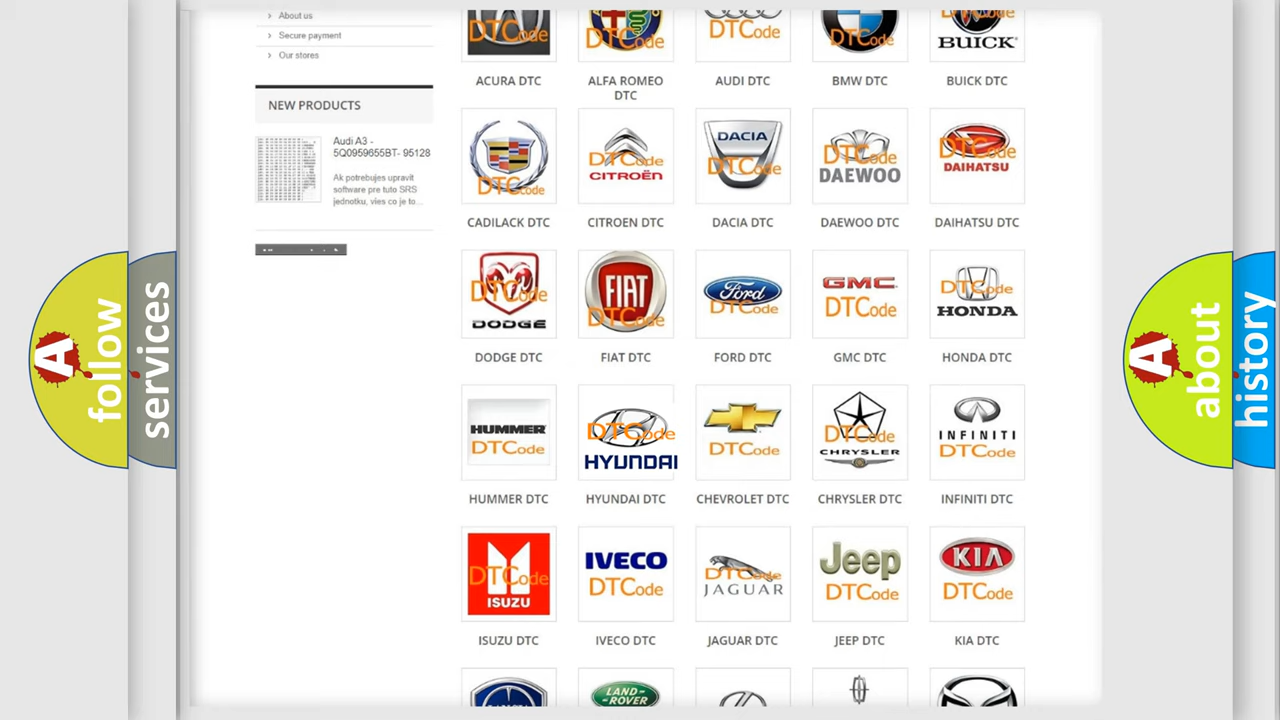 About us
Secure payment
Our stores
NEW PRODUCTS
Audi A3 -
5Q0959655BT- 95128
Ak potrebujes upravit
software pre tuto SRS
jednotku, vies co je to...
DTCode DTCode DTCode DTCode BUICK
ACURA DTC ALFA ROMEO DTC AUDI DTC BMW DTC BUICK DTC
DTCode
DTCode CITROËN
DACIA DTCode
DTCode DAEWOO
DTCode DAIHATSU
CADILACK DTC CITROEN DTC DACIA DTC DAEWOO DTC DAIHATSU DTC
DTCode DODGE
FIAT DTCode
Ford DTCode
GMC DTCode
DTCode HONDA
DODGE DTC FIAT DTC FORD DTC GMC DTC HONDA DTC
HUMMER DTCode
DTCode HYUNDAI
DTCode
DTCode CHRYSLER
INFINITI DTCode
HUMMER DTC HYUNDAI DTC CHEVROLET DTC CHRYSLER DTC INFINITI DTC
DTCode ISUZU
IVECO DTCode
DTCode JAGUAR
Jeep DTCode
KIA DTCode
ISUZU DTC IVECO DTC JAGUAR DTC JEEP DTC KIA DTC
LAND-
ROVER
A follow
services
A about
history